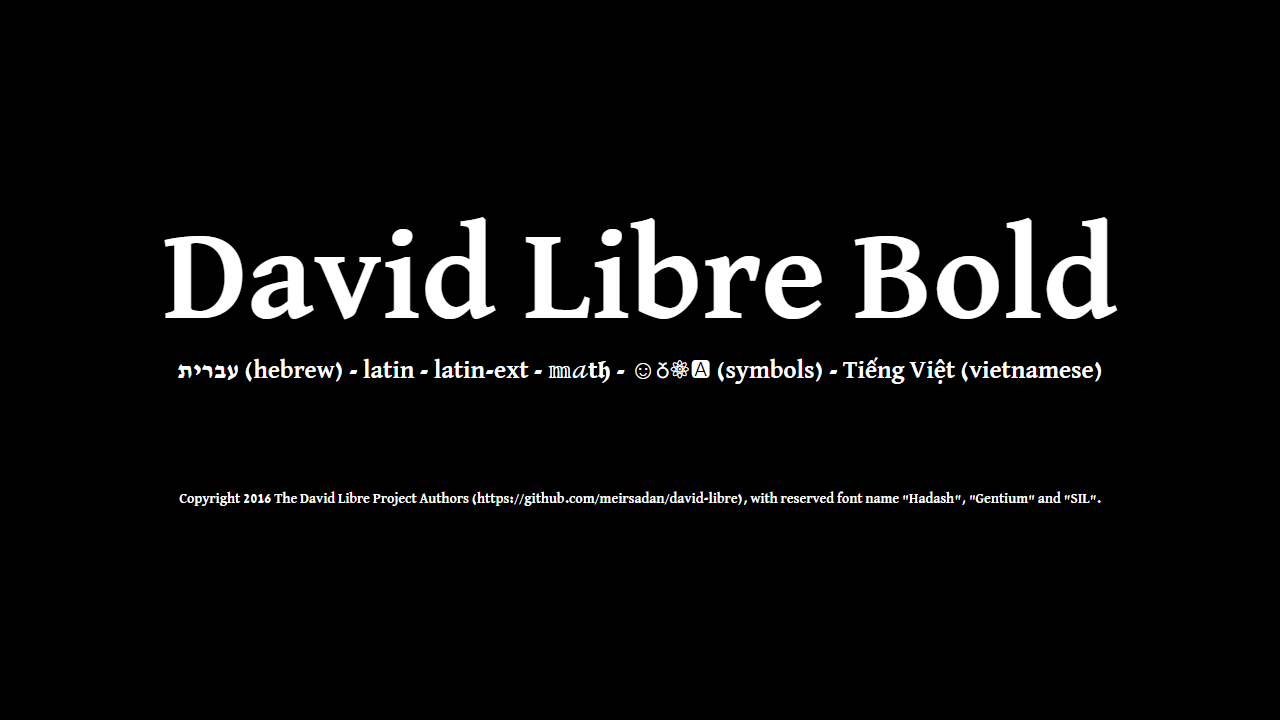 David Libre Bold
עברית (hebrew) - latin - latin-ext - 𝕞𝑎𝐭𝔥 - ☺⍥⚛🅰 (symbols) - Tiếng Việt (vietnamese)
Copyright 2016 The David Libre Project Authors (https://github.com/meirsadan/david-libre), with reserved font name "Hadash", "Gentium" and "SIL".